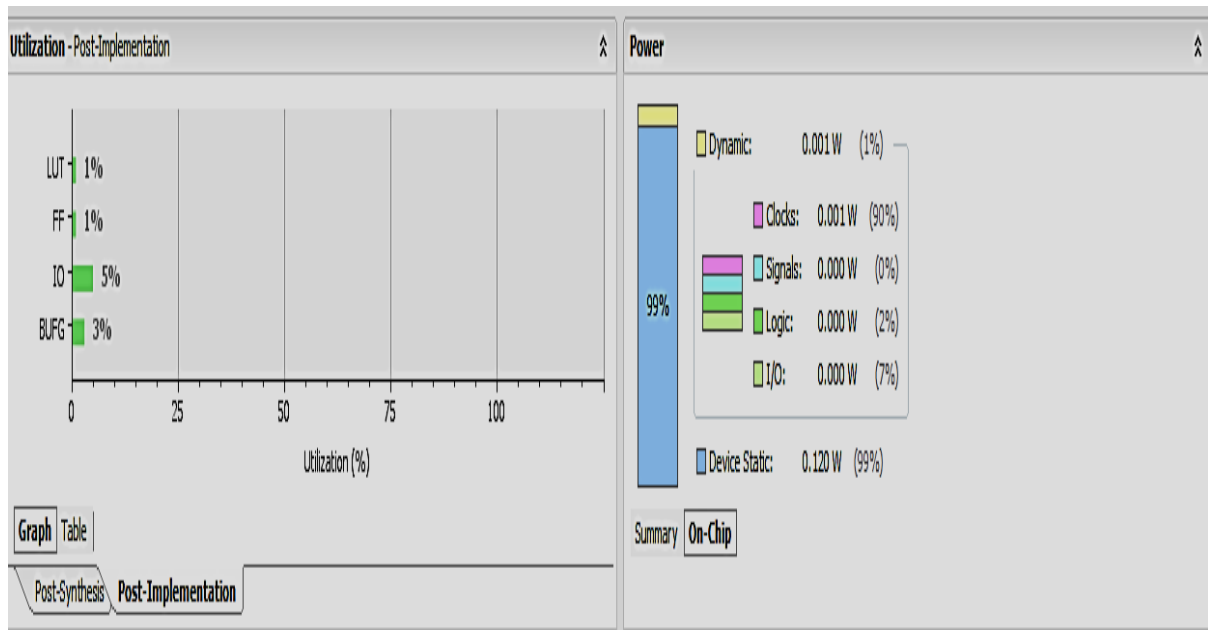 Utilization - Post-Implementation
LUT 1%
FF 1%
IO 5%
BUFG 3%
0 25 50 75 100
Utilization (%)
Graph Table
Post-Synthesis Post-Implementation
Power
99%
Dynamic: 0.001 W (1%)
Clocks: 0.001 W (90%)
Signals: 0.000 W (0%)
Logic: 0.000 W (2%)
I/O: 0.000 W (7%)
Device Static: 0.120 W (99%)
Summary On-Chip